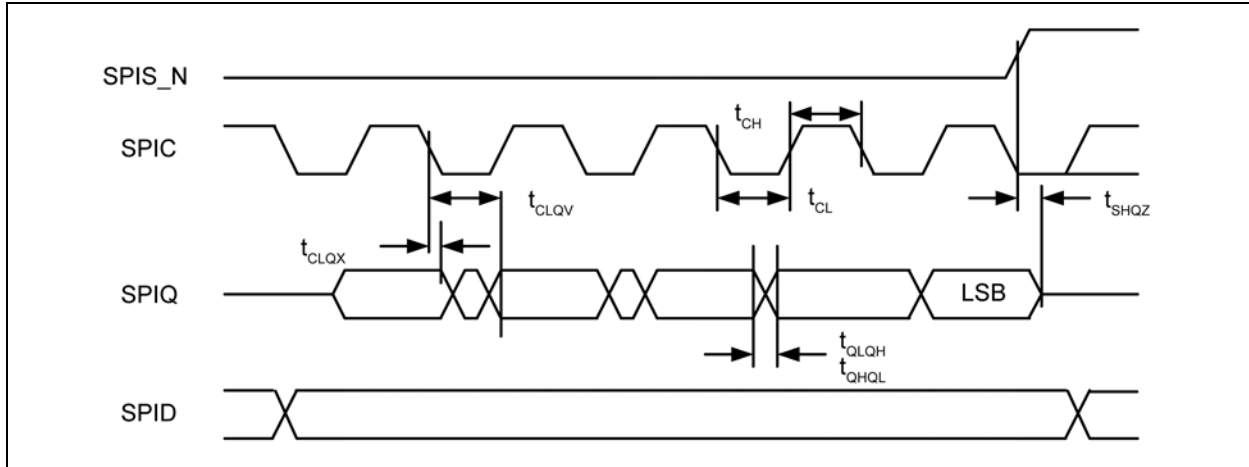 SPIS_N
SPIC
tCH
tCLQV
tCL
tSHQZ
tCLQX
SPIQ
LSB
tQLQH
tQHQL
SPID